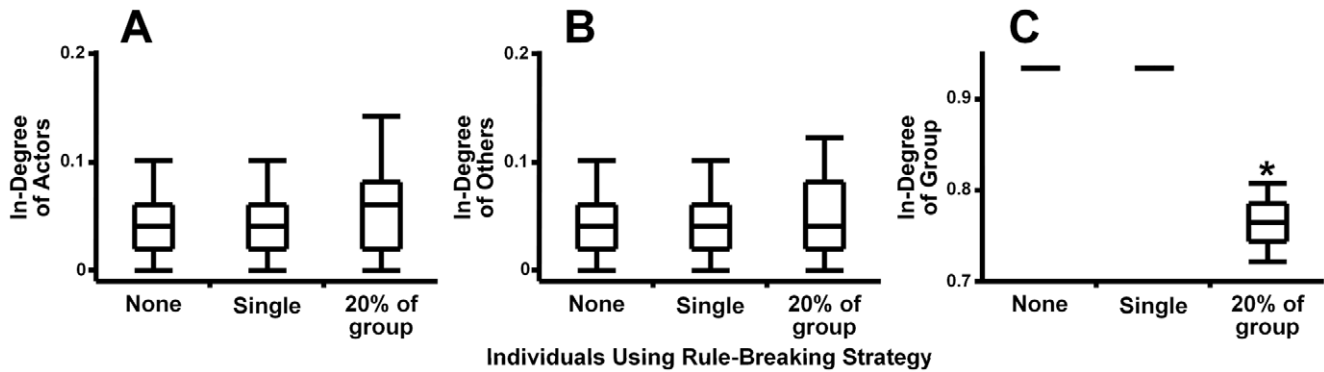 A
0.2
0.1
0
In-Degree
of Actors
None
Single
20% of
group
B
0.2
0.1
0
In-Degree
of Others
None
Single
20% of
group
C
0.9
0.8
0.7
In-Degree
of Group
*
None
Single
20% of
group
Individuals Using Rule-Breaking Strategy